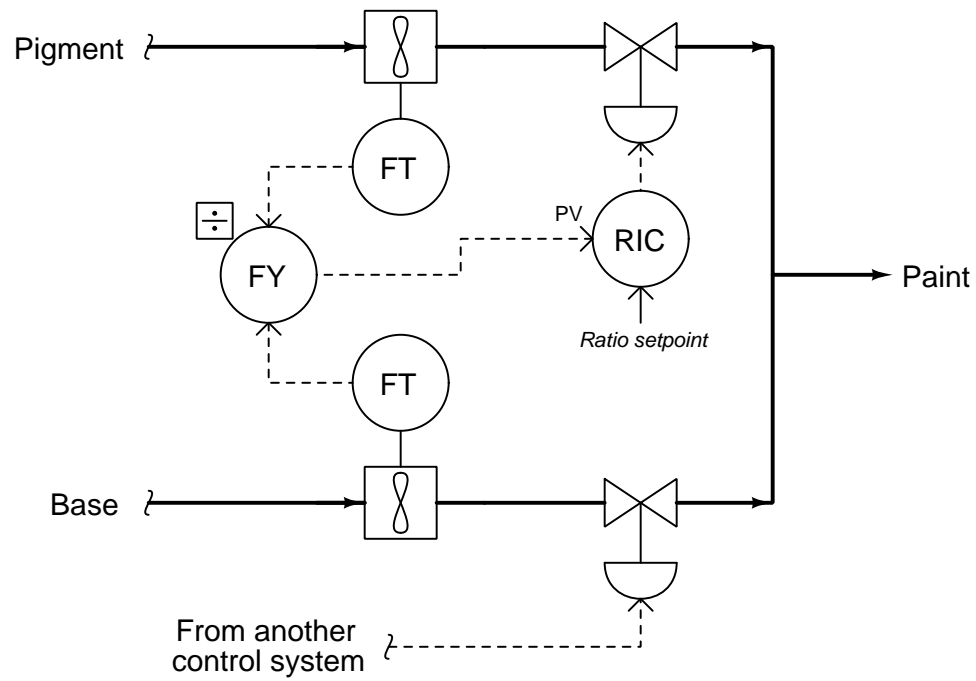 Pigment
FT
PV
RIC
÷
FY
Paint
Ratio setpoint
FT
Base
From another
control system